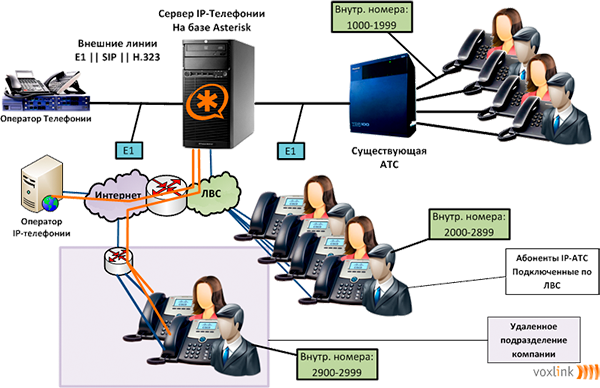 Сервер IP-Телефонии
На базе Asterisk
Внутр. номера:
1000-1999
Внешние линии
E1 || SIP || H.323
Оператор Телефонии
E1
E1
Существующая
АТС
Интернет
ЛВС
Оператор
IP-телефонии
Внутр. номера:
2000-2899
Абоненты IP-АТС
Подключенные по
ЛВС
Удаленное
подразделение
компании
Внутр. номера:
2900-2999
voxlink